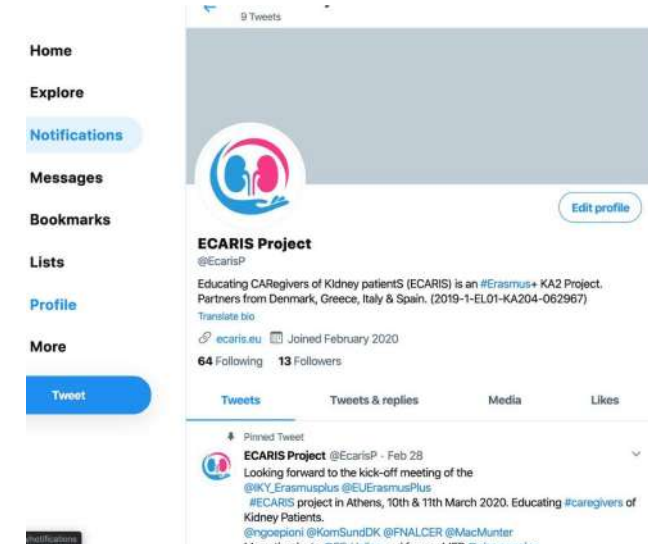 9 Tweets
Home
Explore
Notifications
Messages
Bookmarks
Lists
Profile
More
Tweet
Edit profile
ECARIS Project
@EcarisP
Educating CARegivers of KIdney patientS (ECARIS) is an #Erasmus+ KA2 Project.
Partners from Denmark, Greece, Italy & Spain. (2019-1-EL01-KA204-062967)
Translate bio
ecaris.eu Joined February 2020
64 Following 13 Followers
Tweets Tweets & replies Media Likes
Pinned Tweet
ECARIS Project @EcarisP - Feb 28
Looking forward to the kick-off meeting of the
@IKY_Erasmusplus @EUErasmusPlus
#ECARIS project in Athens, 10th & 11th March 2020. Educating #caregivers of
Kidney Patients.
@ngoepioni @KomSundDK @FNALCER @MacMunter